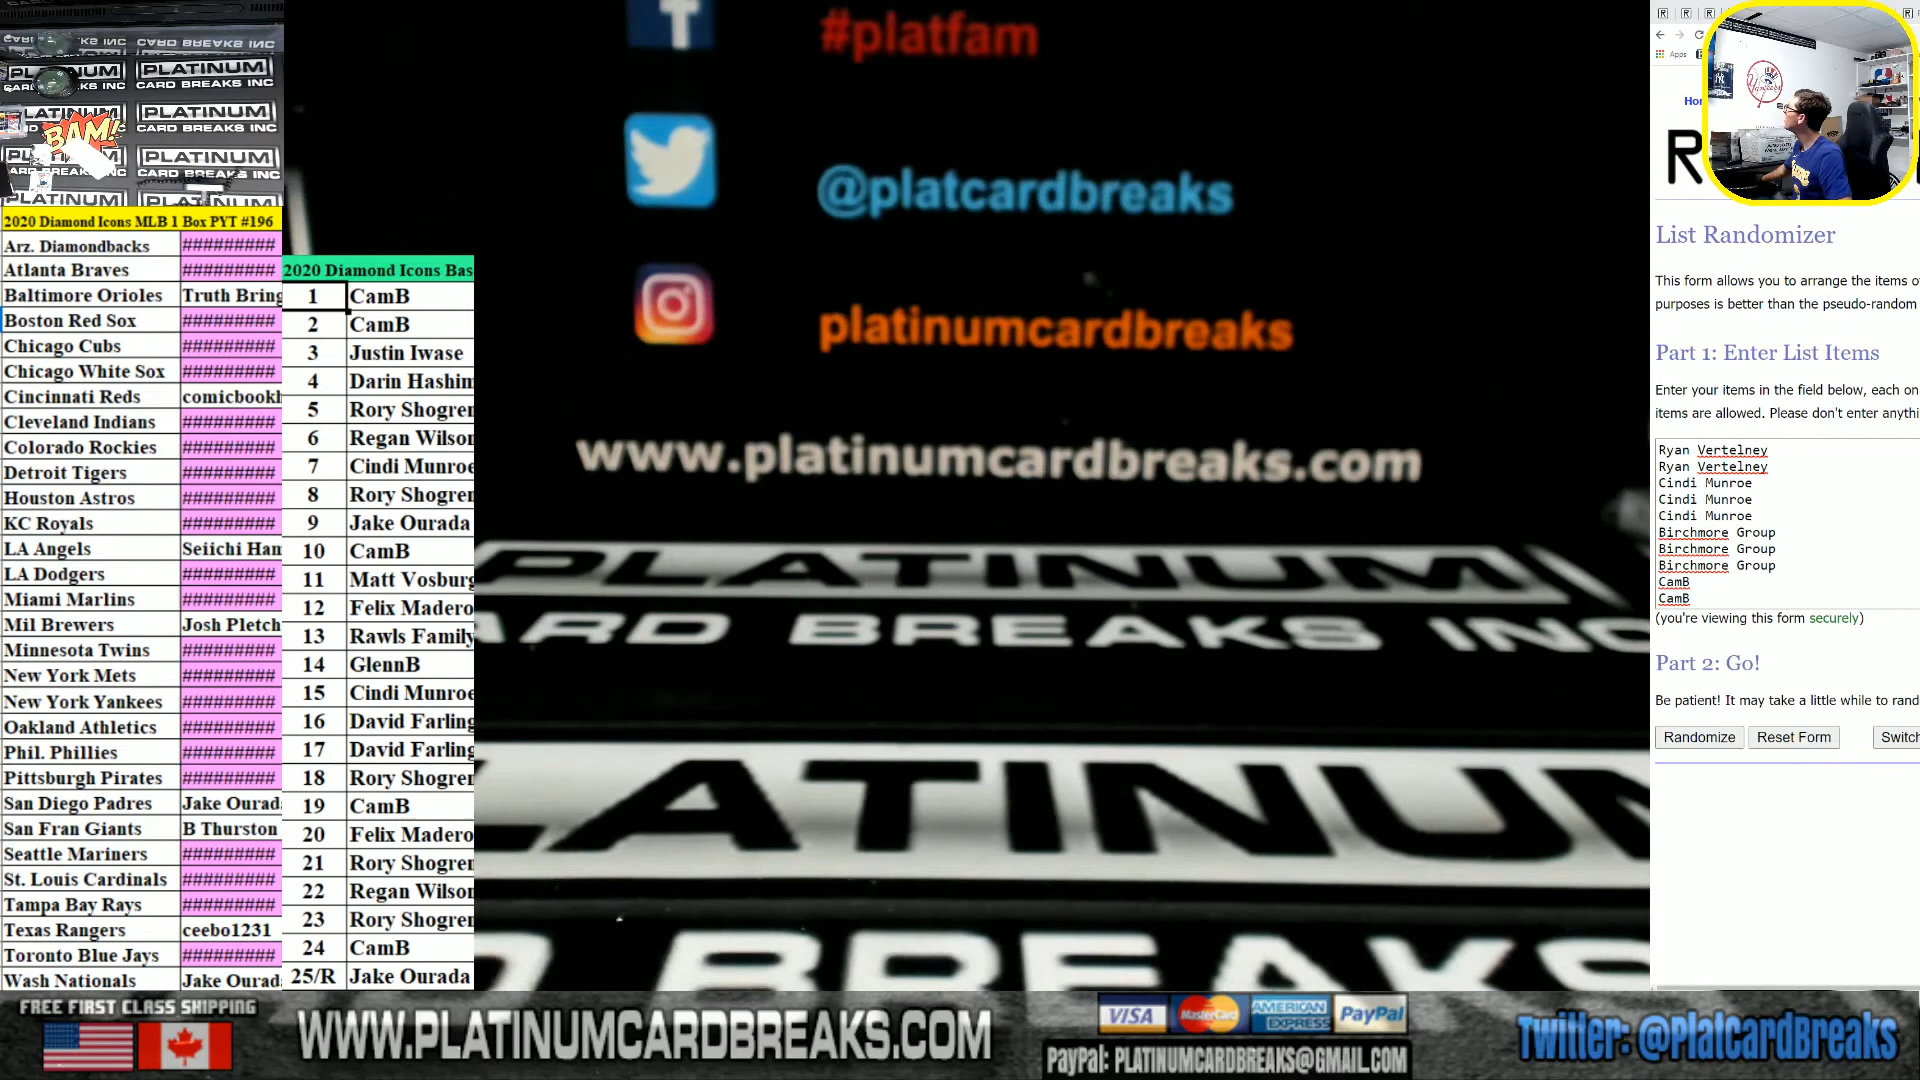 #platfam
@platcardbreaks
platinumcardbreaks
www.platinumcardbreaks.com
PLATINUM
CARD BREAKS INC
PLATINUM
CARD BREAKS INC
PLATINUM
CARD BREAKS INC
BAM!
2020 Diamond Icons MLB 1 Box PYT #196
Arz. Diamondbacks #########
Atlanta Braves #########
Baltimore Orioles Truth Bring
Boston Red Sox #########
Chicago Cubs #########
Chicago White Sox #########
Cincinnati Reds comicbookh
Cleveland Indians #########
Colorado Rockies #########
Detroit Tigers #########
Houston Astros #########
KC Royals #########
LA Angels Seiichi Han
LA Dodgers #########
Miami Marlins #########
Mil Brewers Josh Pletch
Minnesota Twins #########
New York Mets #########
New York Yankees #########
Oakland Athletics #########
Phil. Phillies #########
Pittsburgh Pirates #########
San Diego Padres Jake Ourad
San Fran Giants B Thurston
Seattle Mariners #########
St. Louis Cardinals #########
Tampa Bay Rays #########
Texas Rangers ceebo1231
Toronto Blue Jays #########
Wash Nationals Jake Ourad
2020 Diamond Icons Bas
1 CamB
2 CamB
3 Justin Iwase
4 Darin Hashim
5 Rory Shogren
6 Regan Wilson
7 Cindi Munroe
8 Rory Shogren
9 Jake Ourada
10 CamB
11 Matt Vosburg
12 Felix Madero
13 Rawls Family
14 GlennB
15 Cindi Munroe
16 David Farling
17 David Farling
18 Rory Shogren
19 CamB
20 Felix Madero
21 Rory Shogren
22 Regan Wilson
23 Rory Shogren
24 CamB
25/R Jake Ourada
PLATINUM
ARD BREAKS INC
LATINUM
D BREAKS
Apps
Hor
R
List Randomizer
This form allows you to arrange the items o
purposes is better than the pseudo-random
Part 1: Enter List Items
Enter your items in the field below, each on
items are allowed. Please don't enter anythi
Ryan Vertelney
Ryan Vertelney
Cindi Munroe
Cindi Munroe
Cindi Munroe
Birchmore Group
Birchmore Group
Birchmore Group
CamB
CamB
(you're viewing this form securely)
Part 2: Go!
Be patient! It may take a little while to rand
Randomize Reset Form Switch
FREE FIRST CLASS SHIPPING
WWW.PLATINUMCARDBREAKS.COM
VISA MasterCard AMERICAN EXPRESS PayPal
PAYPAL: PLATINUMCARDBREAKS@GMAIL.COM
Twitter: @PlatCardBreaks